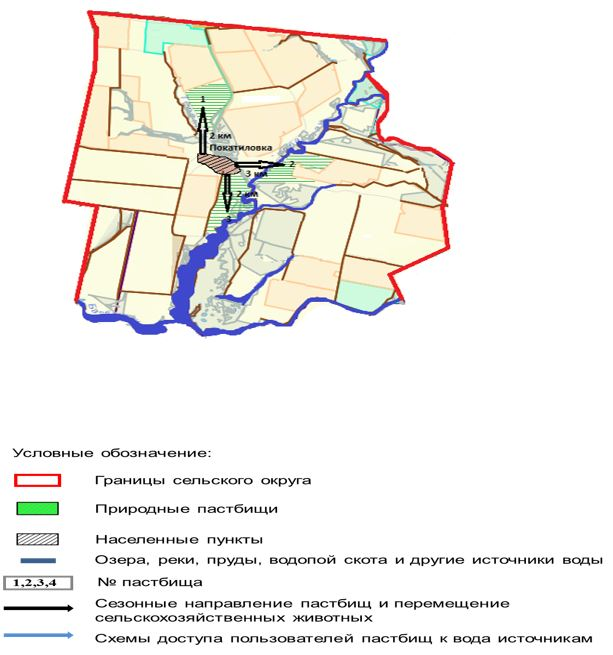 1
2 км
Покатиловка
2
3 км
2 км
3
Условные обозначение:
Границы сельского округа
Природные пастбищи
Населенные пункты
Озера, реки, пруды, водопой скота и другие источники воды
1,2,3,4 № пастбища
Сезонные направление пастбищ и перемещение
сельскохозяйственных животных
Схемы доступа пользователей пастбищ к вода источникам